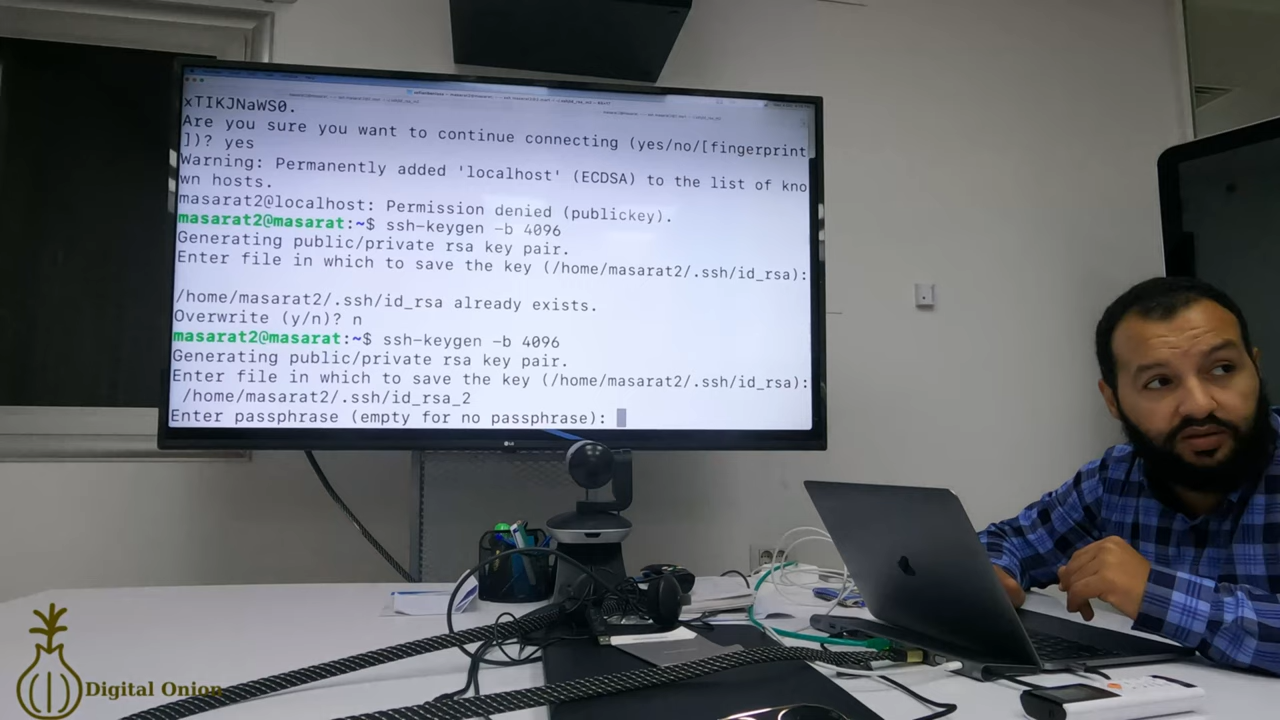 xTIKJNaWS0.
Are you sure you want to continue connecting (yes/no/[fingerprint
])? yes
Warning: Permanently added 'localhost' (ECDSA) to the list of kno
wn hosts.
masarat2@localhost: Permission denied (publickey).
masarat2@masarat:~$ ssh-keygen -b 4096
Generating public/private rsa key pair.
Enter file in which to save the key (/home/masarat2/.ssh/id_rsa):
/home/masarat2/.ssh/id_rsa already exists.
Overwrite (y/n)? n
masarat2@masarat:~$ ssh-keygen -b 4096
Generating public/private rsa key pair.
Enter file in which to save the key (/home/masarat2/.ssh/id_rsa):
/home/masarat2/.ssh/id_rsa_2
Enter passphrase (empty for no passphrase):
LG
Digital Onion